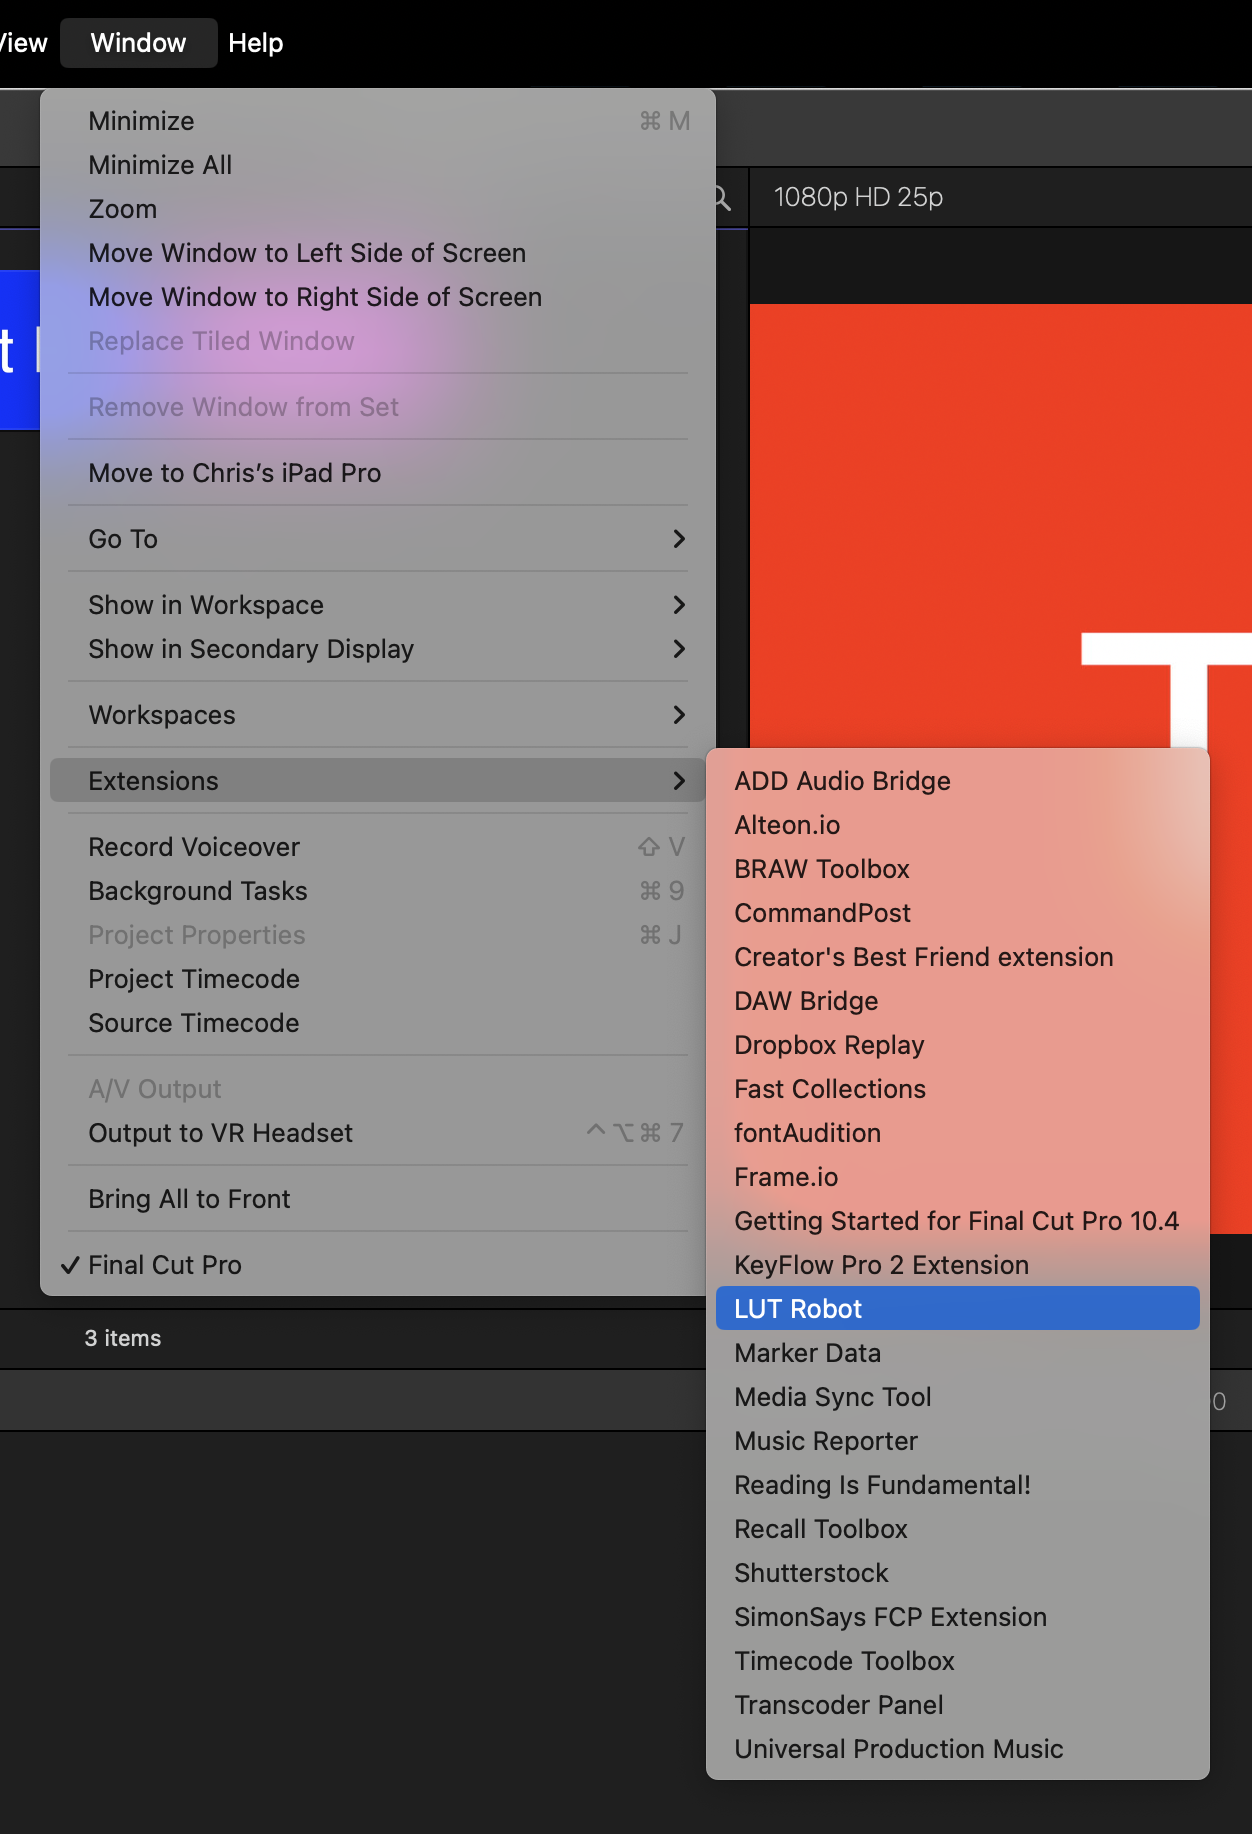 View Window Help
Minimize ⌘ M
Minimize All
Zoom
Move Window to Left Side of Screen
Move Window to Right Side of Screen
Replace Tiled Window
Remove Window from Set
Move to Chris’s iPad Pro
Go To
Show in Workspace
Show in Secondary Display
Workspaces
Extensions
Record Voiceover ⇧ V
Background Tasks ⌘ 9
Project Properties ⌘ J
Project Timecode
Source Timecode
A/V Output
Output to VR Headset ^⌥⌘ 7
Bring All to Front
✓ Final Cut Pro
3 items
1080p HD 25p
T
ADD Audio Bridge
Alteon.io
BRAW Toolbox
CommandPost
Creator's Best Friend extension
DAW Bridge
Dropbox Replay
Fast Collections
fontAudition
Frame.io
Getting Started for Final Cut Pro 10.4
KeyFlow Pro 2 Extension
LUT Robot
Marker Data
Media Sync Tool
Music Reporter
Reading Is Fundamental!
Recall Toolbox
Shutterstock
SimonSays FCP Extension
Timecode Toolbox
Transcoder Panel
Universal Production Music